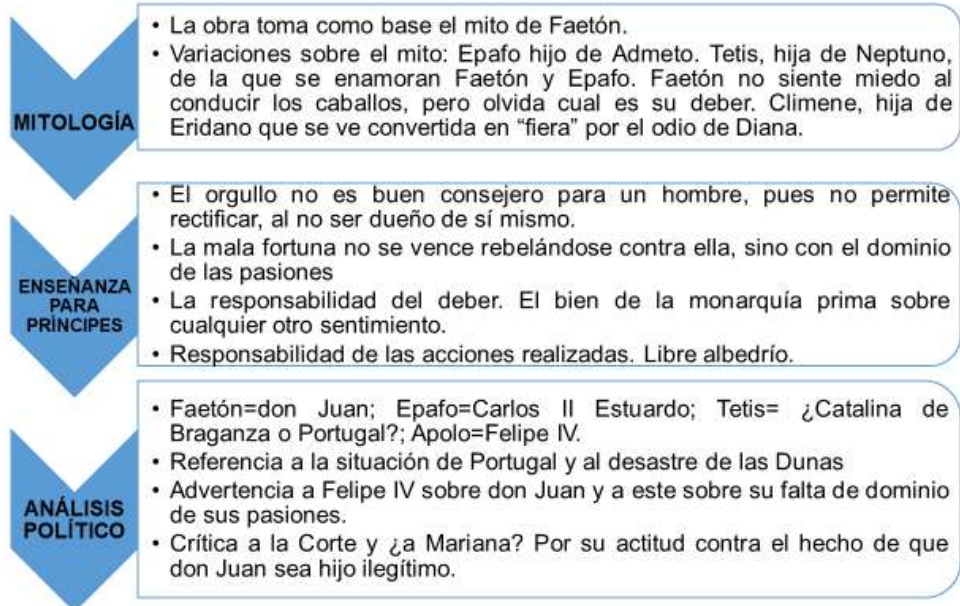 MITOLOGÍA
• La obra toma como base el mito de Faetón.
• Variaciones sobre el mito: Epafo hijo de Admeto. Tetis, hija de Neptuno,
de la que se enamoran Faetón y Epafo. Faetón no siente miedo al
conducir los caballos, pero olvida cual es su deber. Climene, hija de
Eridano que se ve convertida en “fiera” por el odio de Diana.
ENSEÑANZA
PARA
PRÍNCIPES
• El orgullo no es buen consejero para un hombre, pues no permite
rectificar, al no ser dueño de sí mismo.
• La mala fortuna no se vence rebelándose contra ella, sino con el dominio
de las pasiones
• La responsabilidad del deber. El bien de la monarquía prima sobre
cualquier otro sentimiento.
• Responsabilidad de las acciones realizadas. Libre albedrío.
ANÁLISIS
POLÍTICO
• Faetón=don Juan; Epafo=Carlos II Estuardo; Tetis= ¿Catalina de
Braganza o Portugal?; Apolo=Felipe IV.
• Referencia a la situación de Portugal y al desastre de las Dunas
• Advertencia a Felipe IV sobre don Juan y a este sobre su falta de dominio
de sus pasiones.
• Crítica a la Corte y ¿a Mariana? Por su actitud contra el hecho de que
don Juan sea hijo ilegítimo.